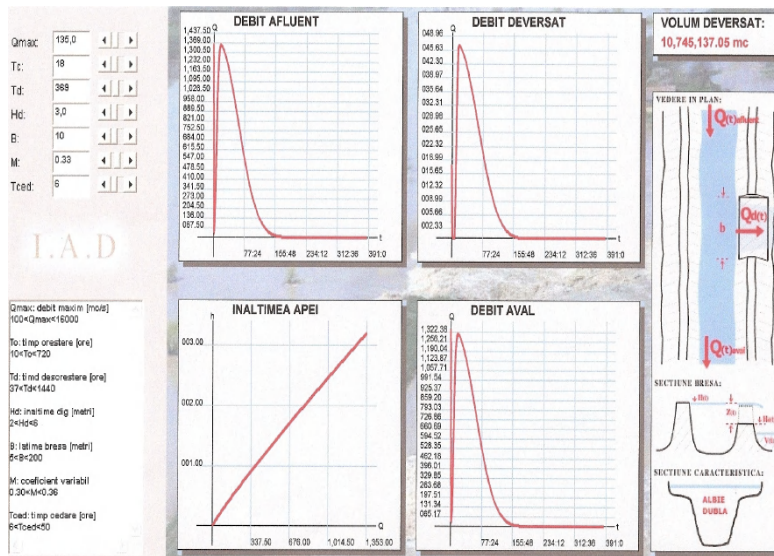 Qmax: 135,0
Tc: 18
Td: 369
Hd: 3,0
B: 10
M: 0.33
Tced: 6
I.A.D
Qmax: debit maxim [mc/s]
100<Qmax<16000
Tc: timp crestere [ore]
10<Tc<720
Td: timd descrestere [ore]
37<Td<1440
Hd: inaltime dig [metri]
2<Hd<6
B: latime bresa [metri]
5<B<200
M: coeficient variabil
0.30<M<0.36
Tced: timp cedare [ore]
6<Tced<50
DEBIT AFLUENT
Q
1,437.50
1,369.00
1,300.50
1,232.00
1,163.50
1,095.00
1,026.50
958.00
889.50
821.00
752.50
684.00
615.50
547.00
478.50
410.00
341.50
273.00
204.50
136.00
067.50
t
77:24
155:48
234:12
312:36
391:0
DEBIT DEVERSAT
Q
048.96
045.63
042.30
038.97
035.64
032.31
028.98
025.65
022.32
018.99
015.66
012.32
008.99
005.66
002.33
t
77:24
155:48
234:12
312:36
391:0
INALTIMEA APEI
h
003.00
002.00
001.00
Q
337.50
676.00
1,014.50
1,353.00
DEBIT AVAL
Q
1,322.38
1,256.21
1,190.04
1,123.87
1,057.71
991.54
925.37
859.20
793.03
726.86
660.69
594.52
528.35
462.18
396.01
329.85
263.68
197.51
131.34
065.17
t
77:24
155:48
234:12
312:36
391:0
VOLUM DEVERSAT:
10,745,137.05 mc
VEDERE IN PLAN:
Q(t)afluent
b
Qd(t)
Q(t)aval
SECTIUNE BRESA:
H(t)
Z(t)
SECTIUNE CARACTERISTICA:
ALBIE
DUBLA